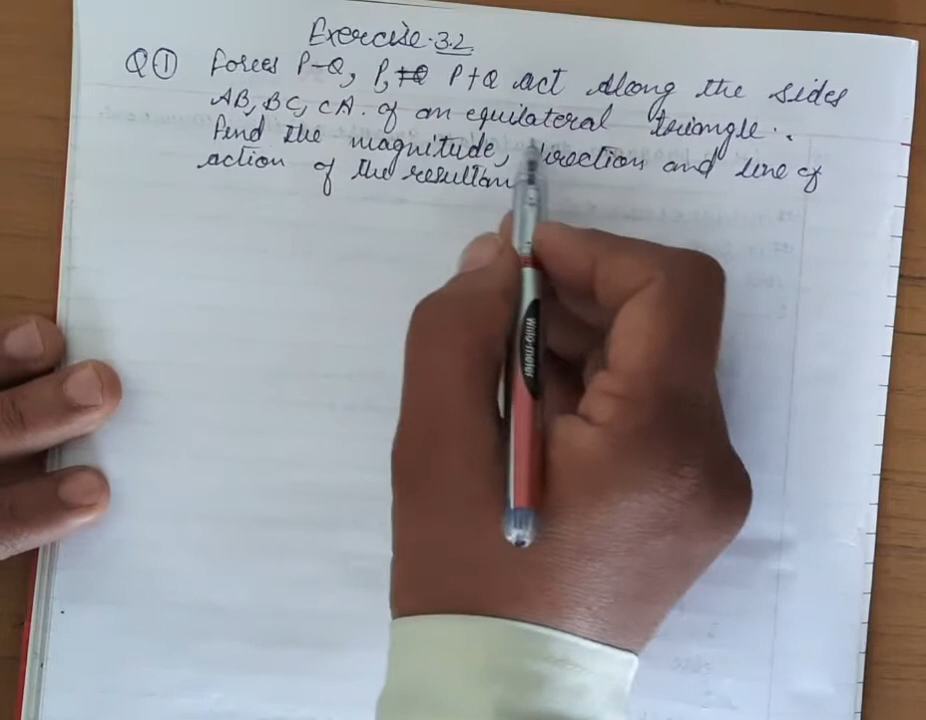 Exercise-3.2
Q① Forces P-Q, P, P+Q act along the sides
AB, BC, CA. of an equilateral triangle.
Find the magnitude, direction and line of
action of the resultan